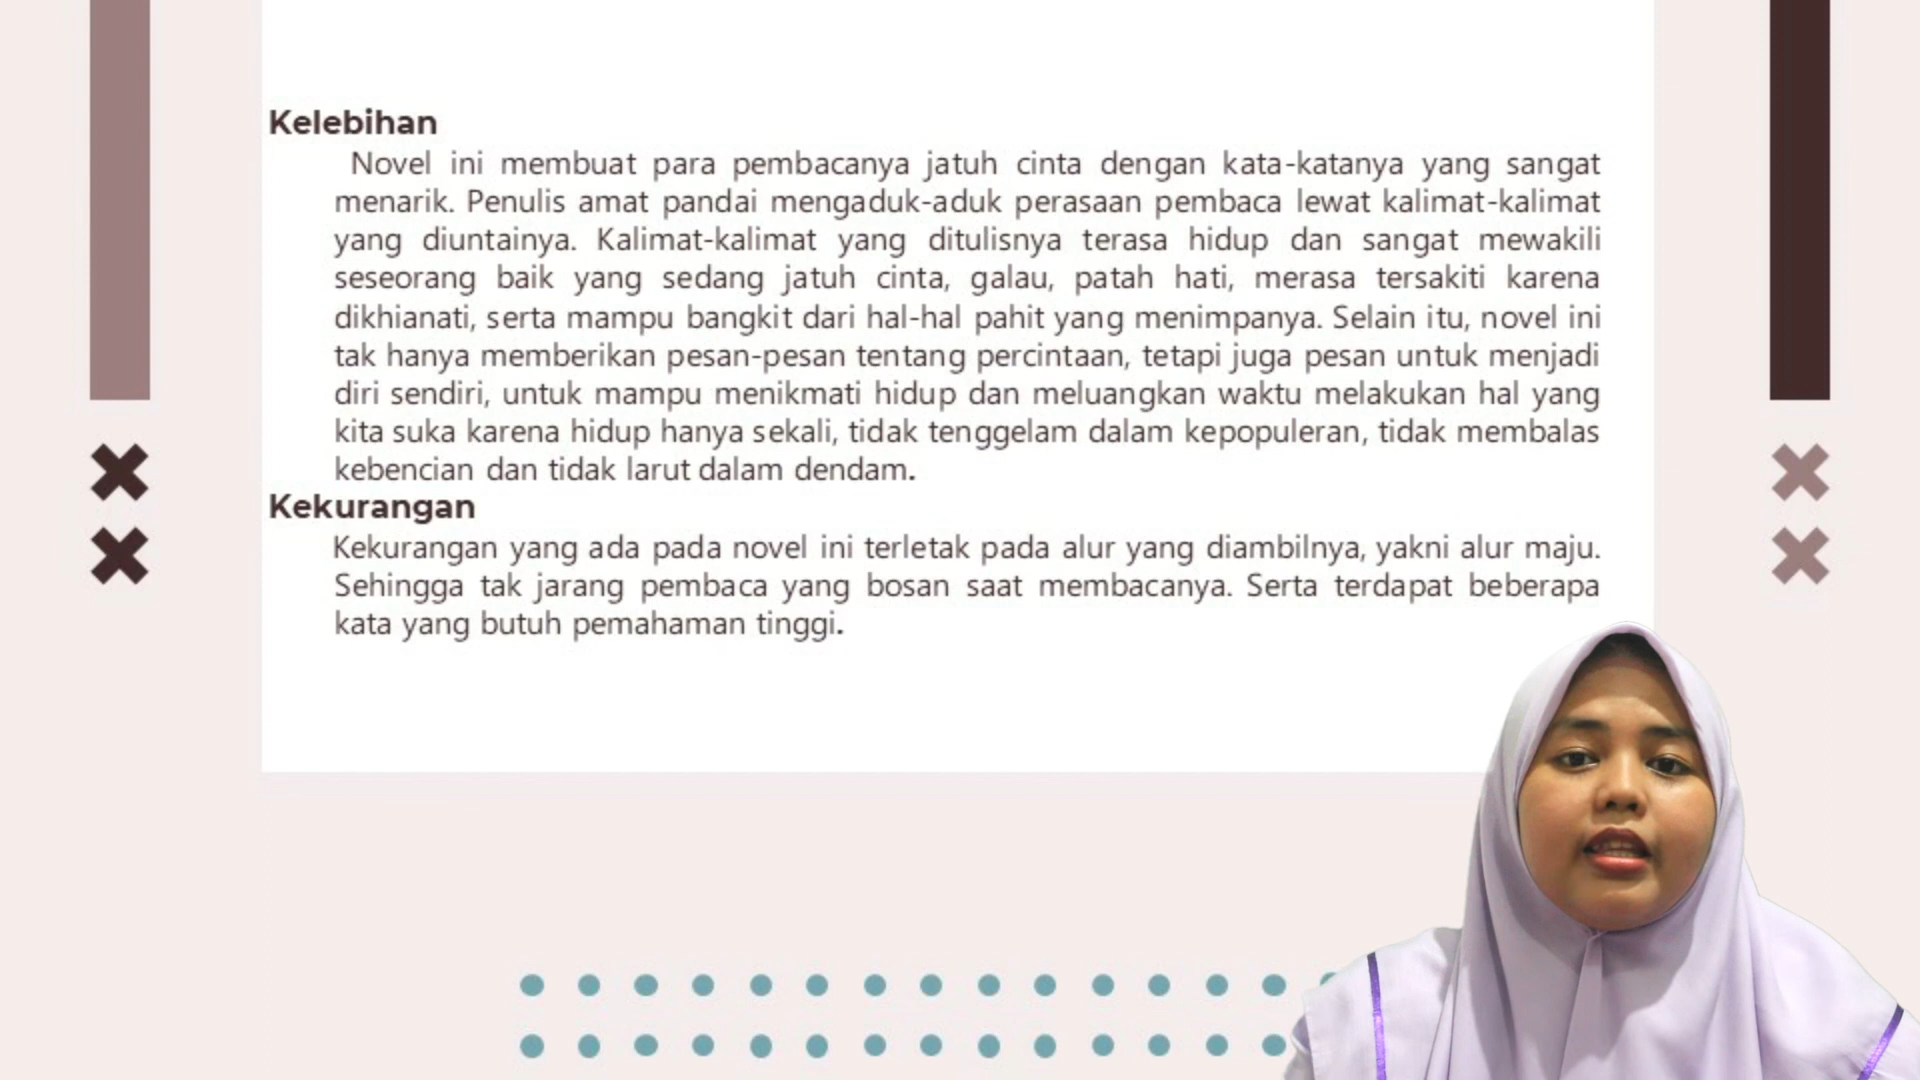 Kelebihan
Novel ini membuat para pembacanya jatuh cinta dengan kata-katanya yang sangat
menarik. Penulis amat pandai mengaduk-aduk perasaan pembaca lewat kalimat-kalimat
yang diuntainya. Kalimat-kalimat yang ditulisnya terasa hidup dan sangat mewakili
seseorang baik yang sedang jatuh cinta, galau, patah hati, merasa tersakiti karena
dikhianati, serta mampu bangkit dari hal-hal pahit yang menimpanya. Selain itu, novel ini
tak hanya memberikan pesan-pesan tentang percintaan, tetapi juga pesan untuk menjadi
diri sendiri, untuk mampu menikmati hidup dan meluangkan waktu melakukan hal yang
kita suka karena hidup hanya sekali, tidak tenggelam dalam kepopuleran, tidak membalas
kebencian dan tidak larut dalam dendam.
Kekurangan
Kekurangan yang ada pada novel ini terletak pada alur yang diambilnya, yakni alur maju.
Sehingga tak jarang pembaca yang bosan saat membacanya. Serta terdapat beberapa
kata yang butuh pemahaman tinggi.